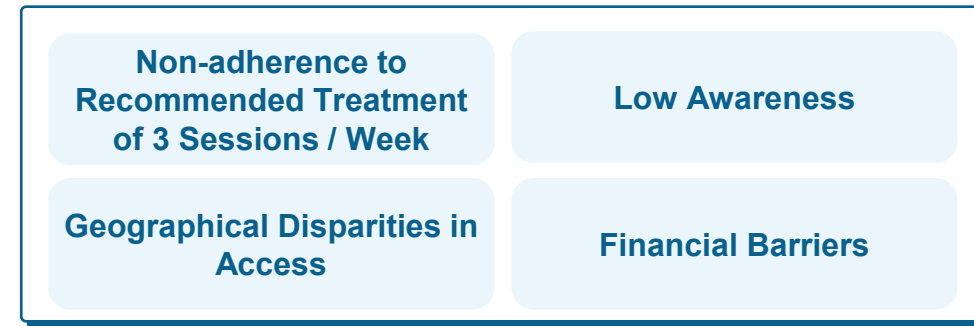 Non-adherence to
Recommended Treatment
of 3 Sessions / Week
Low Awareness
Geographical Disparities in
Access
Financial Barriers